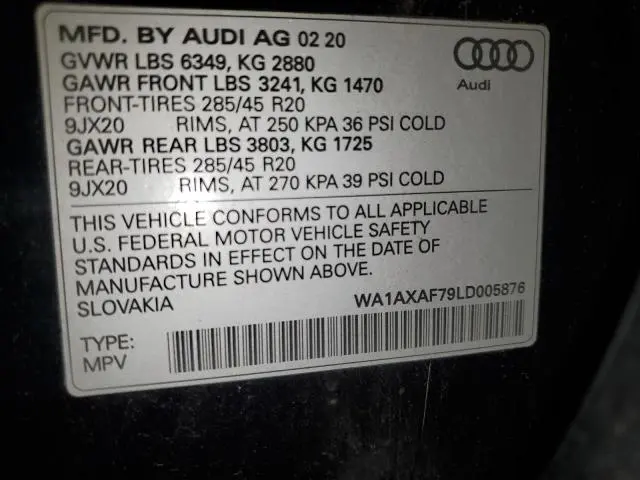 MFD. BY AUDI AG 02 20
GVWR LBS 6349, KG 2880
GAWR FRONT LBS 3241, KG 1470
FRONT-TIRES 285/45 R20
9JX20 RIMS, AT 250 KPA 36 PSI COLD
GAWR REAR LBS 3803, KG 1725
REAR-TIRES 285/45 R20
9JX20 RIMS, AT 270 KPA 39 PSI COLD
Audi
THIS VEHICLE CONFORMS TO ALL APPLICABLE
U.S. FEDERAL MOTOR VEHICLE SAFETY
STANDARDS IN EFFECT ON THE DATE OF
MANUFACTURE SHOWN ABOVE.
SLOVAKIA WA1AXAF79LD005876
TYPE:
MPV